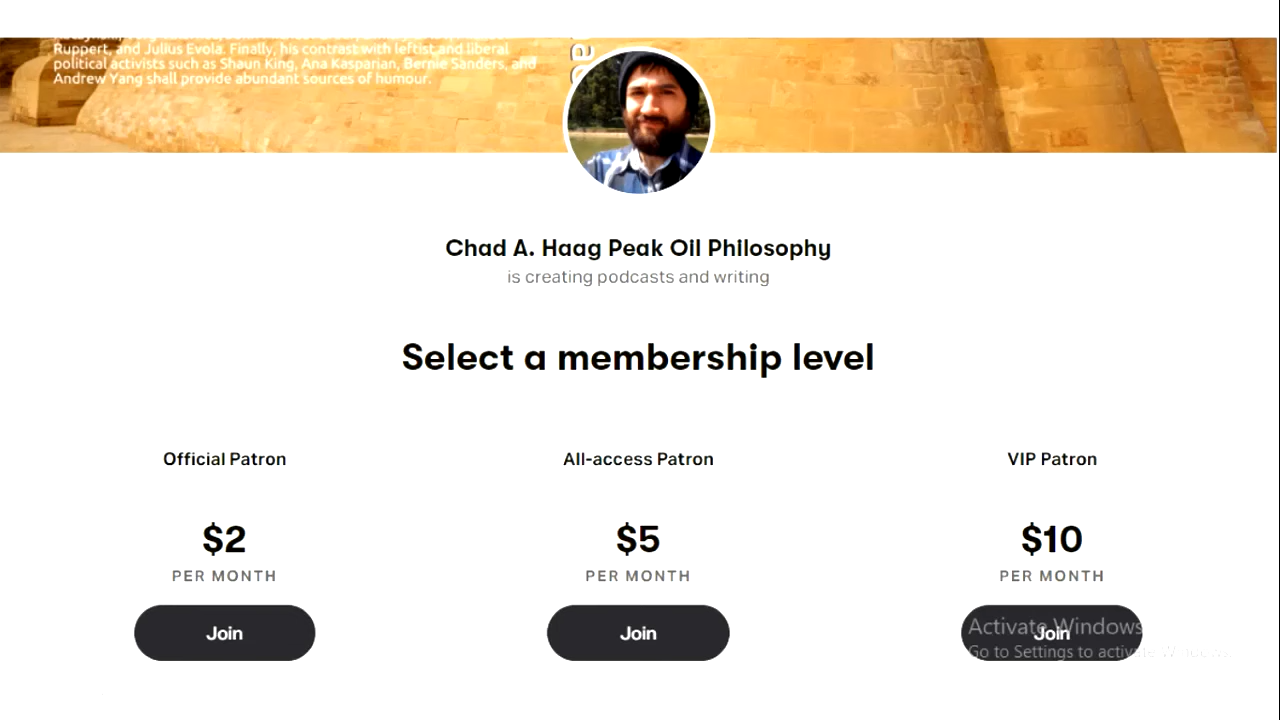 Ruppert, and Julius Evola. Finally, his contrast with leftist and liberal
political activists such as Shaun King, Ana Kasparian, Bernie Sanders, and
Andrew Yang shall provide abundant sources of humour.
Chad A. Haag Peak Oil Philosophy
is creating podcasts and writing
Select a membership level
Official Patron
All-access Patron
VIP Patron
$2
$5
$10
PER MONTH
PER MONTH
PER MONTH
Join
Join
Join
Activate Windows
Go to Settings to activate Windows.